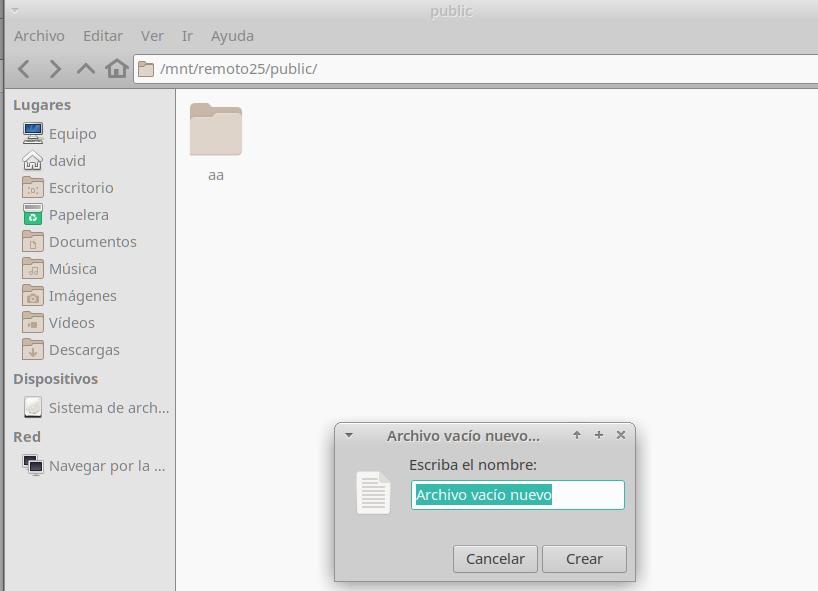 public
Archivo Editar Ver Ir Ayuda
/mnt/remoto25/public/
Lugares
Equipo
david
Escritorio
Papelera
Documentos
Música
Imágenes
Vídeos
Descargas
Dispositivos
Sistema de arch...
Red
Navegar por la ...
aa
Archivo vacío nuevo...
Escriba el nombre:
Archivo vacío nuevo
Cancelar Crear